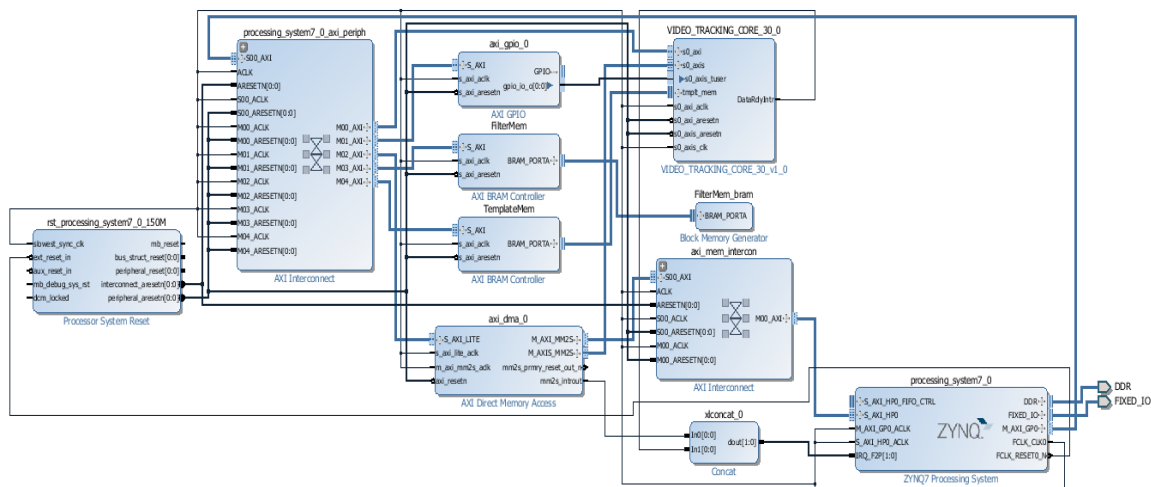 processing_system7_0_axi_periph
S00_AXI
ACLK
ARESETN[0:0]
S00_ACLK
S00_ARESETN[0:0]
M00_ACLK
M00_ARESETN[0:0]
M01_ACLK
M01_ARESETN[0:0]
M02_ACLK
M02_ARESETN[0:0]
M03_ACLK
M03_ARESETN[0:0]
M04_ACLK
M04_ARESETN[0:0]
M00_AXI
M01_AXI
M02_AXI
M03_AXI
M04_AXI
AXI Interconnect
axi_gpio_0
S_AXI
s_axi_aclk
s_axi_aresetn
GPIO
gpio_io_o[0:0]
AXI GPIO
FilterMem
S_AXI
s_axi_aclk
s_axi_aresetn
BRAM_PORTA
AXI BRAM Controller
TemplateMem
S_AXI
s_axi_aclk
s_axi_aresetn
BRAM_PORTA
AXI BRAM Controller
VIDEO_TRACKING_CORE_30_0
s0_axi
s0_axis
s0_axis_tuser
tmplt_mem
s0_axi_aclk
s0_axi_aresetn
s0_axis_aresetn
s0_axis_clk
DataRdyIntr
VIDEO_TRACKING_CORE_30_v1_0
FilterMem_bram
BRAM_PORTA
Block Memory Generator
rst_processing_system7_0_150M
slowest_sync_clk
ext_reset_in
aux_reset_in
mb_debug_sys_rst
dcm_locked
mb_reset
bus_struct_reset[0:0]
peripheral_reset[0:0]
interconnect_aresetn[0:0]
peripheral_aresetn[0:0]
Processor System Reset
axi_mem_intercon
S00_AXI
ACLK
ARESETN[0:0]
S00_ACLK
S00_ARESETN[0:0]
M00_ACLK
M00_ARESETN[0:0]
M00_AXI
AXI Interconnect
axi_dma_0
S_AXI_LITE
s_axi_lite_aclk
m_axi_mm2s_aclk
axi_resetn
M_AXI_MM2S
M_AXIS_MM2S
mm2s_prmry_reset_out_n
mm2s_introut
AXI Direct Memory Access
xlconcat_0
In0[0:0]
In1[0:0]
dout[1:0]
Concat
processing_system7_0
S_AXI_HP0_FIFO_CTRL
S_AXI_HP0
M_AXI_GP0_ACLK
S_AXI_HP0_ACLK
IRQ_F2P[1:0]
ZYNQ
DDR
FIXED_IO
M_AXI_GP0
FCLK_CLK0
FCLK_RESET0_N
ZYNQ7 Processing System
DDR
FIXED_IO